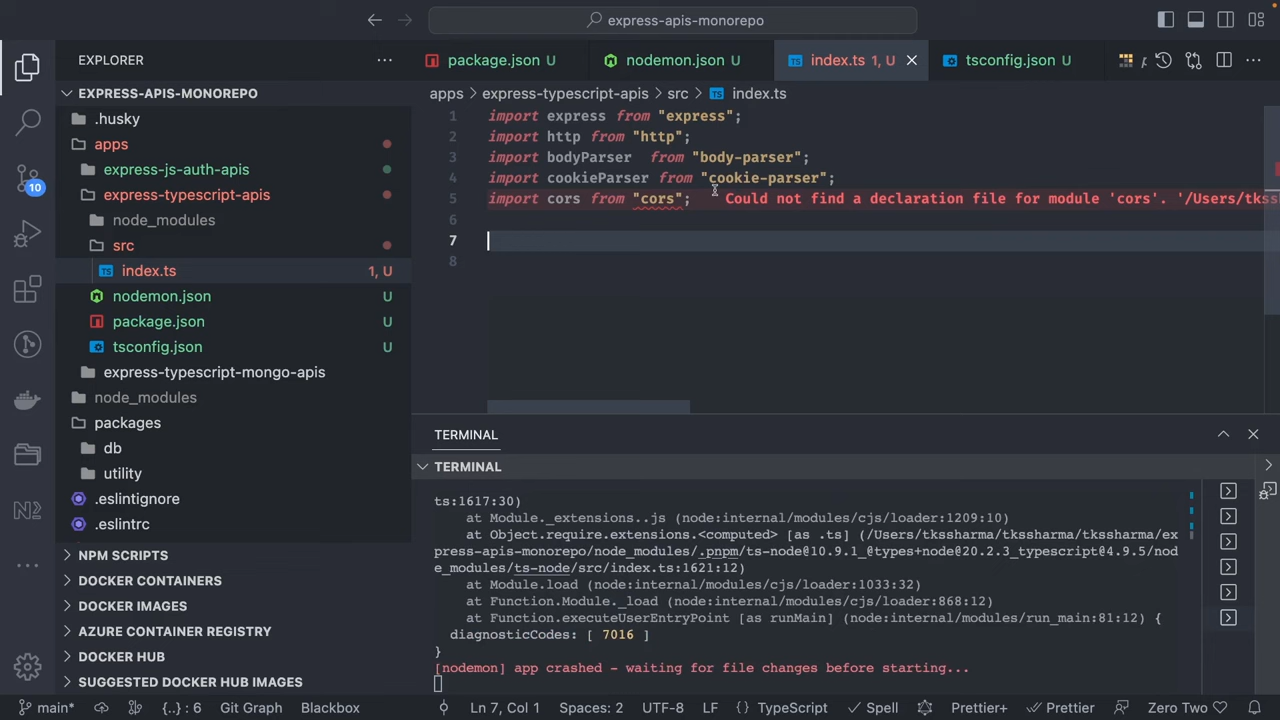 express-apis-monorepo
EXPLORER
package.json
nodemon.json
index.ts 1, U
tsconfig.json
EXPRESS-APIS-MONOREPO
apps > express-typescript-apis > src > index.ts
.husky
apps
express-js-auth-apis
express-typescript-apis
node_modules
src
index.ts 1, U
nodemon.json U
package.json U
tsconfig.json U
express-typescript-mongo-apis
node_modules
packages
db
utility
.eslintignore
.eslintrc
NPM SCRIPTS
DOCKER CONTAINERS
DOCKER IMAGES
AZURE CONTAINER REGISTRY
DOCKER HUB
SUGGESTED DOCKER HUB IMAGES
10
1 import express from "express";
2 import http from "http";
3 import bodyParser from "body-parser";
4 import cookieParser from "cookie-parser";
5 import cors from "cors"; Could not find a declaration file for module 'cors'. '/Users/tkssh
6
7
8
TERMINAL
TERMINAL
ts:1617:30)
at Module._extensions..js (node:internal/modules/cjs/loader:1209:10)
at Object.require.extensions.<computed> [as .ts] (/Users/tkssharma/tkssharma/ex
press-apis-monorepo/node_modules/.pnpm/ts-node@10.9.1_@types+node@20.2.3_typescript@4.9.5/nod
e_modules/ts-node/src/index.ts:1621:12)
at Module.load (node:internal/modules/cjs/loader:1033:32)
at Function.Module._load (node:internal/modules/cjs/loader:868:12)
at Function.executeUserEntryPoint [as runMain] (node:internal/modules/run_main:81:12) {
diagnosticCodes: [ 7016 ]
}
[nodemon] app crashed - waiting for file changes before starting...
main* {..} : 6 Git Graph Blackbox Ln 7, Col 1 Spaces: 2 UTF-8 LF {} TypeScript Spell Prettier+ Prettier Zero Two